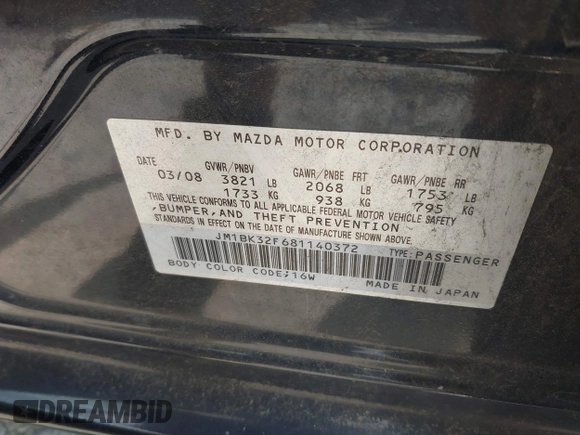 MFD. BY MAZDA MOTOR CORPORATION
DATE GVWR/PNBV GAWR/PNBE FRT GAWR/PNBE RR
03/08 3821 LB 2068 LB 1753 LB
1733 KG 938 KG 795 KG
THIS VEHICLE CONFORMS TO ALL APPLICABLE FEDERAL MOTOR VEHICLE SAFETY
,BUMPER,AND THEFT PREVENTION
STANDARDS IN EFFECT ON THE DATE OF MANUFACTURE SHOWN ABOVE.
JM1BK32F681140372 TYPE:PASSENGER
BODY COLOR CODE;16W MADE IN JAPAN
DREAMBID